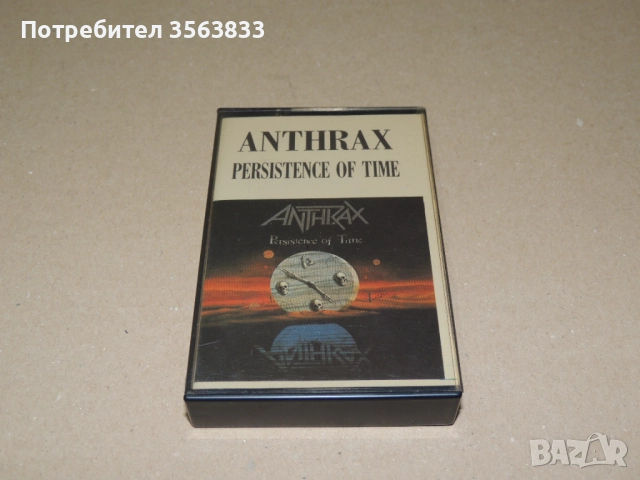 Потребител 3563833
ANTHRAX
PERSISTENCE OF TIME
ANTHRAX
Persistence of Time
ANTHRAX
BAZAR